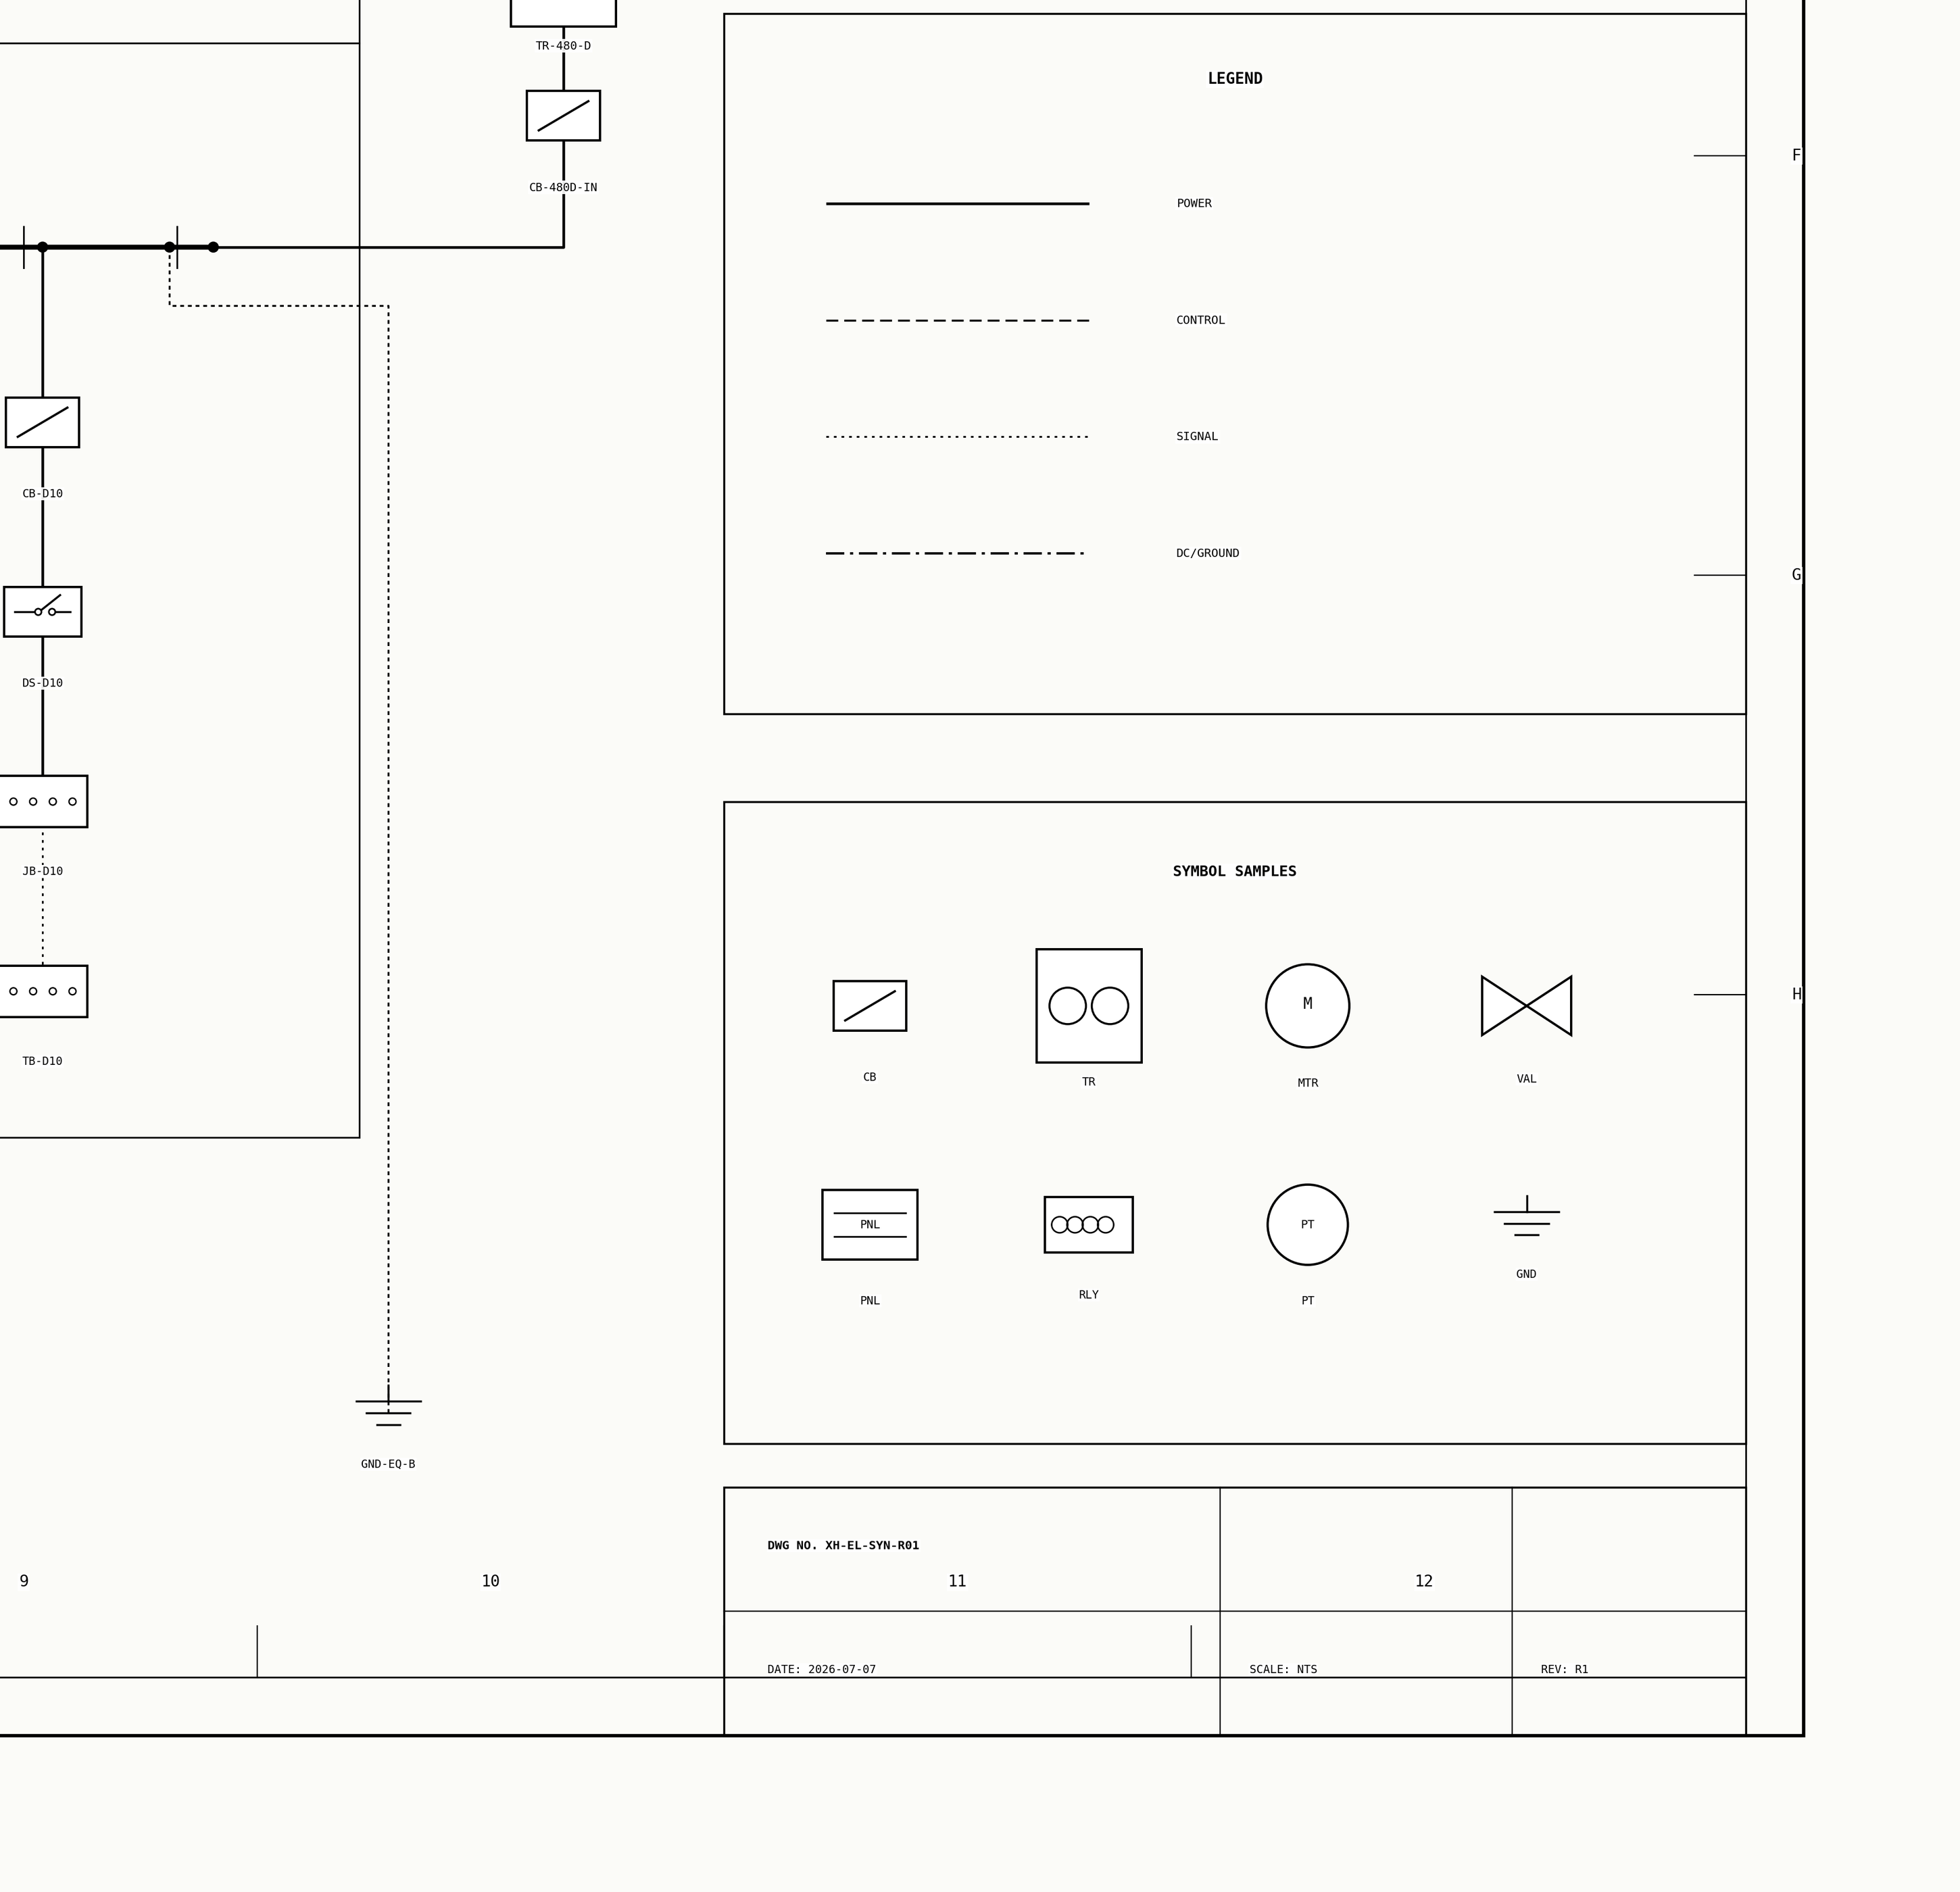 TR-480-D
CB-480D-IN
CB-D10
DS-D10
JB-D10
TB-D10
GND-EQ-B
LEGEND
POWER
CONTROL
SIGNAL
DC/GROUND
F
G
H
SYMBOL SAMPLES
M
CB
TR
MTR
VAL
PNL
PT
PNL
RLY
PT
GND
DWG NO. XH-EL-SYN-R01
9
10
11
12
DATE: 2026-07-07
SCALE: NTS
REV: R1